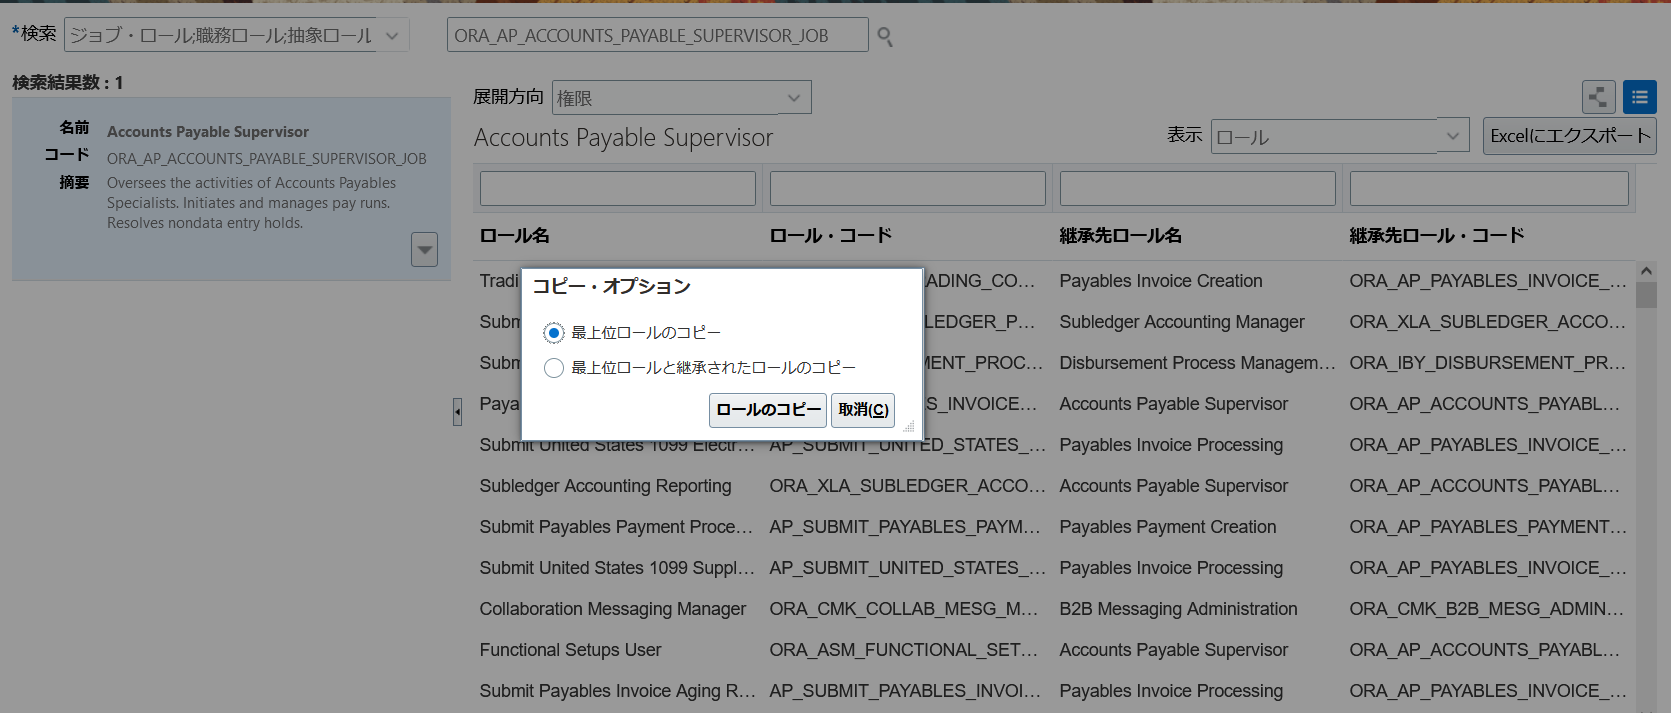 *検索 ジョブ・ロール;職務ロール;抽象ロール ORA_AP_ACCOUNTS_PAYABLE_SUPERVISOR_JOB
検索結果数 : 1
名前 Accounts Payable Supervisor
コード ORA_AP_ACCOUNTS_PAYABLE_SUPERVISOR_JOB
摘要 Oversees the activities of Accounts Payables
Specialists. Initiates and manages pay runs.
Resolves nondata entry holds.
展開方向 権限
Accounts Payable Supervisor
表示 ロール Excelにエクスポート
ロール名 ロール・コード 継承先ロール名 継承先ロール・コード
Tradi ADING_CO… Payables Invoice Creation ORA_AP_PAYABLES_INVOICE_…
Subm LEDGER_P… Subledger Accounting Manager ORA_XLA_SUBLEDGER_ACCO…
Subm MENT_PROC… Disbursement Process Managem… ORA_IBY_DISBURSEMENT_PR…
Paya S_INVOICE… Accounts Payable Supervisor ORA_AP_ACCOUNTS_PAYABL…
Submit United States 1099 Electr… AP_SUBMIT_UNITED_STATES_… Payables Invoice Processing ORA_AP_PAYABLES_INVOICE_…
Subledger Accounting Reporting ORA_XLA_SUBLEDGER_ACCO… Accounts Payable Supervisor ORA_AP_ACCOUNTS_PAYABL…
Submit Payables Payment Proce… AP_SUBMIT_PAYABLES_PAYM… Payables Payment Creation ORA_AP_PAYABLES_PAYMENT…
Submit United States 1099 Suppl… AP_SUBMIT_UNITED_STATES_… Payables Invoice Processing ORA_AP_PAYABLES_INVOICE_…
Collaboration Messaging Manager ORA_CMK_COLLAB_MESG_M… B2B Messaging Administration ORA_CMK_B2B_MESG_ADMIN…
Functional Setups User ORA_ASM_FUNCTIONAL_SET… Accounts Payable Supervisor ORA_AP_ACCOUNTS_PAYABL…
Submit Payables Invoice Aging R… AP_SUBMIT_PAYABLES_INVOI… Payables Invoice Processing ORA_AP_PAYABLES_INVOICE_…
コピー・オプション
最上位ロールのコピー
最上位ロールと継承されたロールのコピー
ロールのコピー 取消(C)